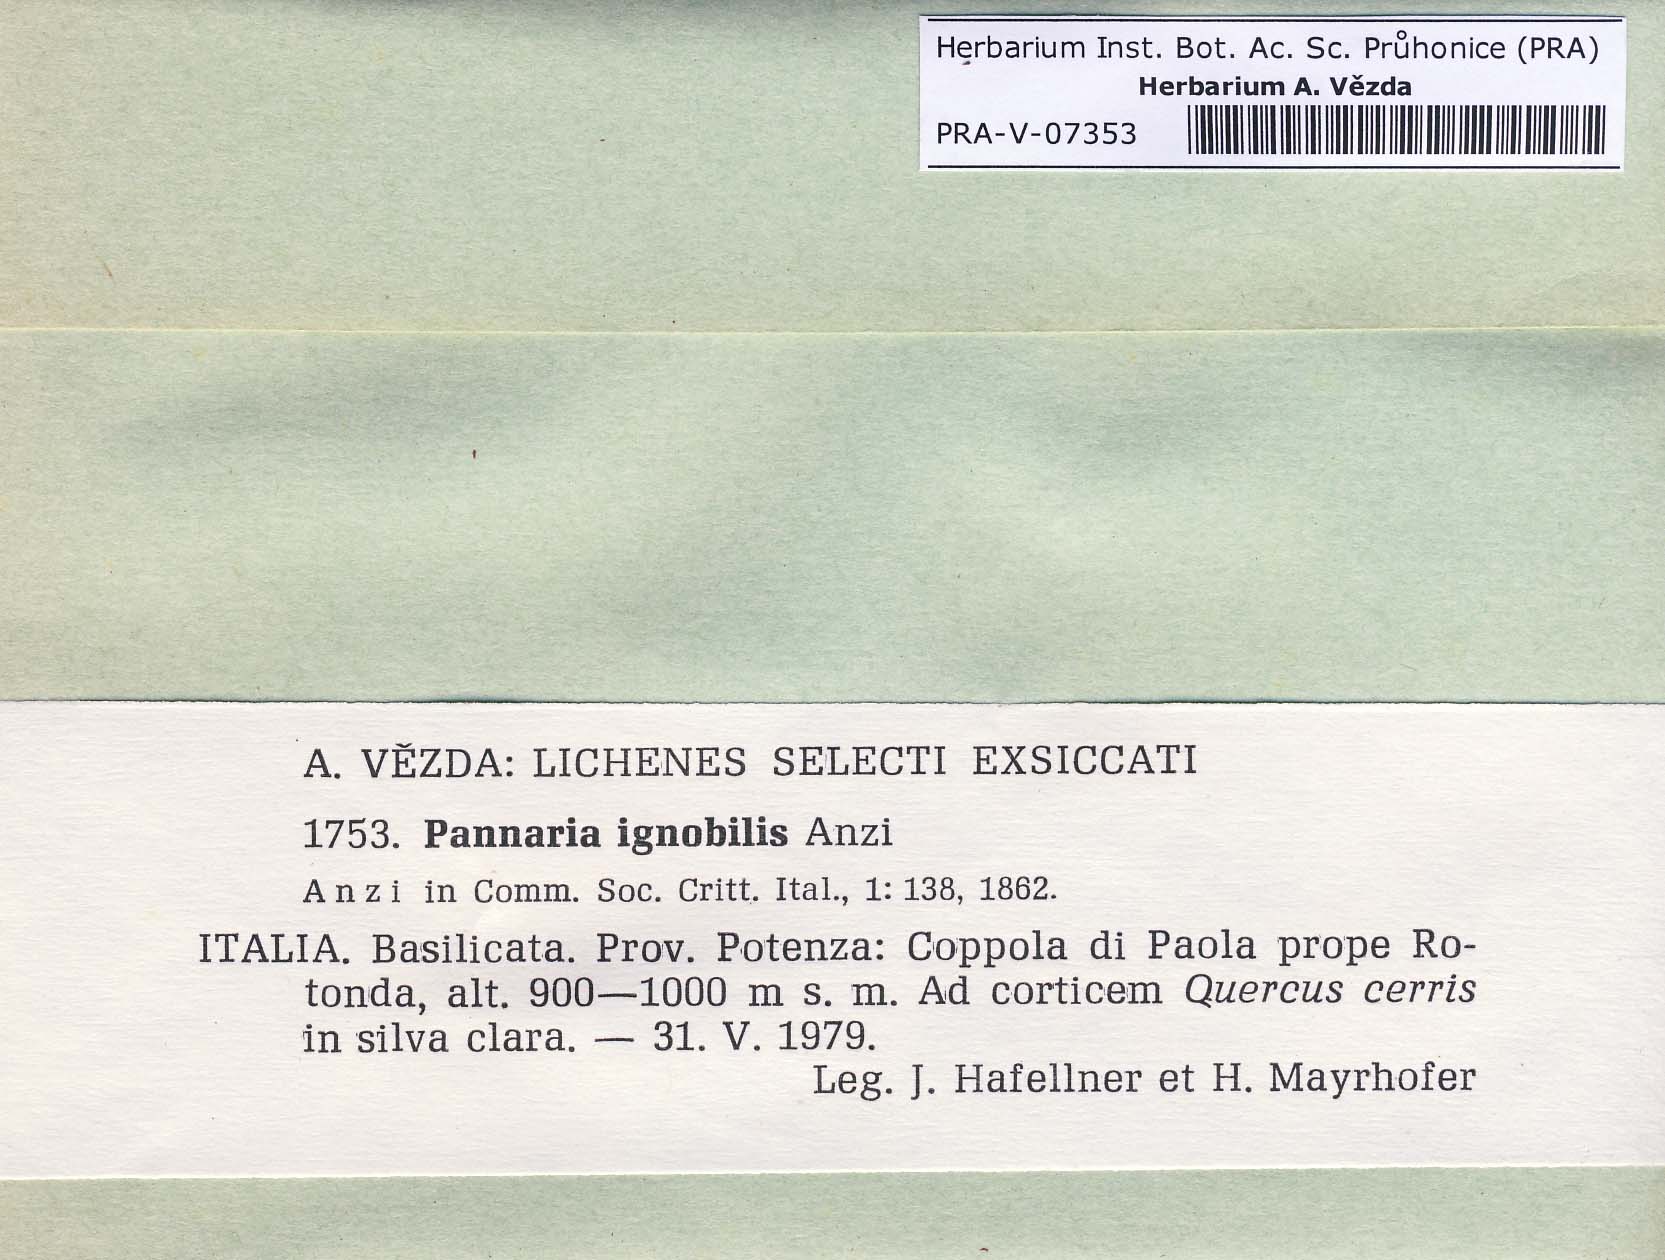 Herbarium Inst. Bot. Ac. Sc. Průhonice (PRA)
Herbarium A. Vězda
PRA-V-07353
A. VĚZDA: LICHENES SELECTI EXSICCATI
1753. Pannaria ignobilis Anzi
Anzi in Comm. Soc. Critt. Ital., 1: 138, 1862.
ITALIA. Basilicata. Prov. Potenza: Coppola di Paola prope Ro-
tonda, alt. 900—1000 m s. m. Ad corticem Quercus cerris
in silva clara. — 31. V. 1979.
Leg. J. Hafellner et H. Mayrhofer